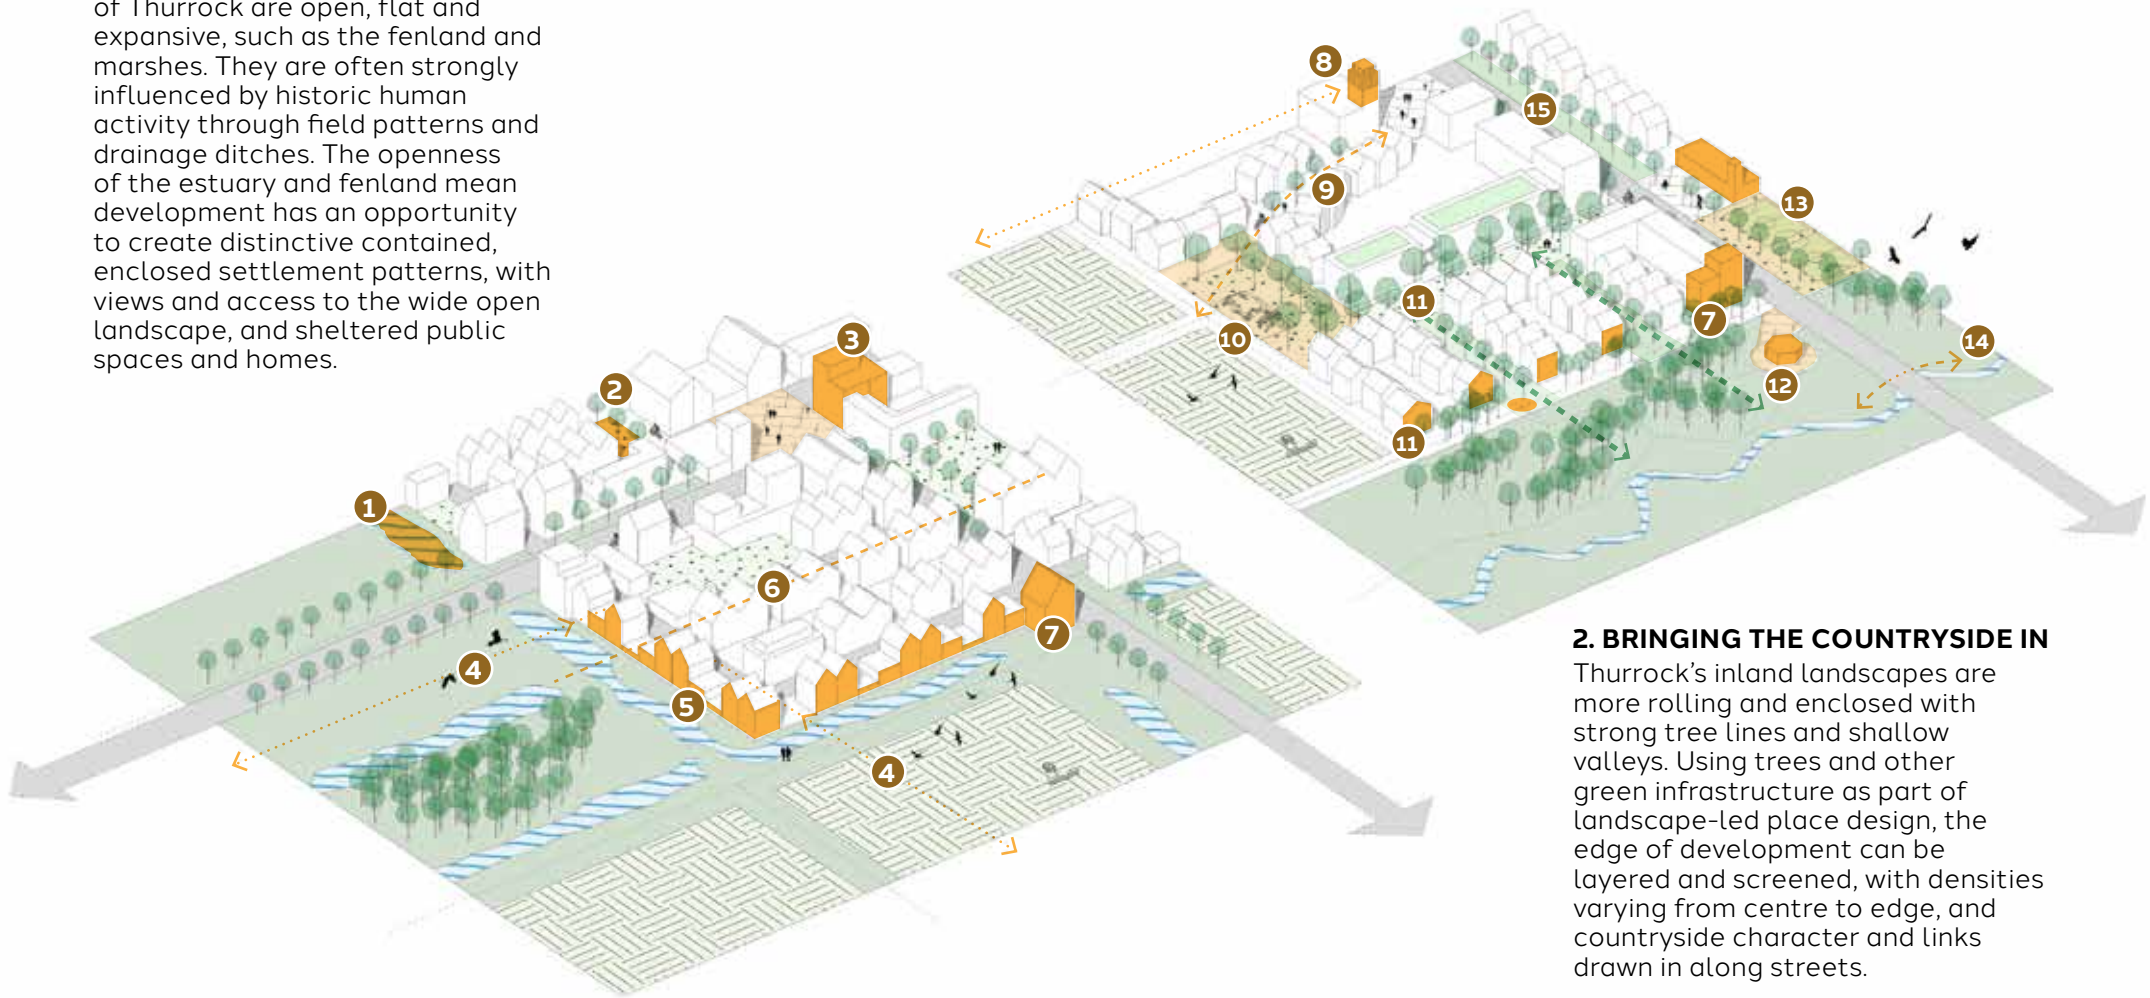 of Thurrock are open, flat and
expansive, such as the fenland and
marshes. They are often strongly
influenced by historic human
activity through field patterns and
drainage ditches. The openness
of the estuary and fenland mean
development has an opportunity
to create distinctive contained,
enclosed settlement patterns, with
views and access to the wide open
landscape, and sheltered public
spaces and homes.
1
2
3
4
4
5
6
7
8
9
10
11
11
7
12
13
14
15
2. BRINGING THE COUNTRYSIDE IN
Thurrock’s inland landscapes are
more rolling and enclosed with
strong tree lines and shallow
valleys. Using trees and other
green infrastructure as part of
landscape-led place design, the
edge of development can be
layered and screened, with densities
varying from centre to edge, and
countryside character and links
drawn in along streets.